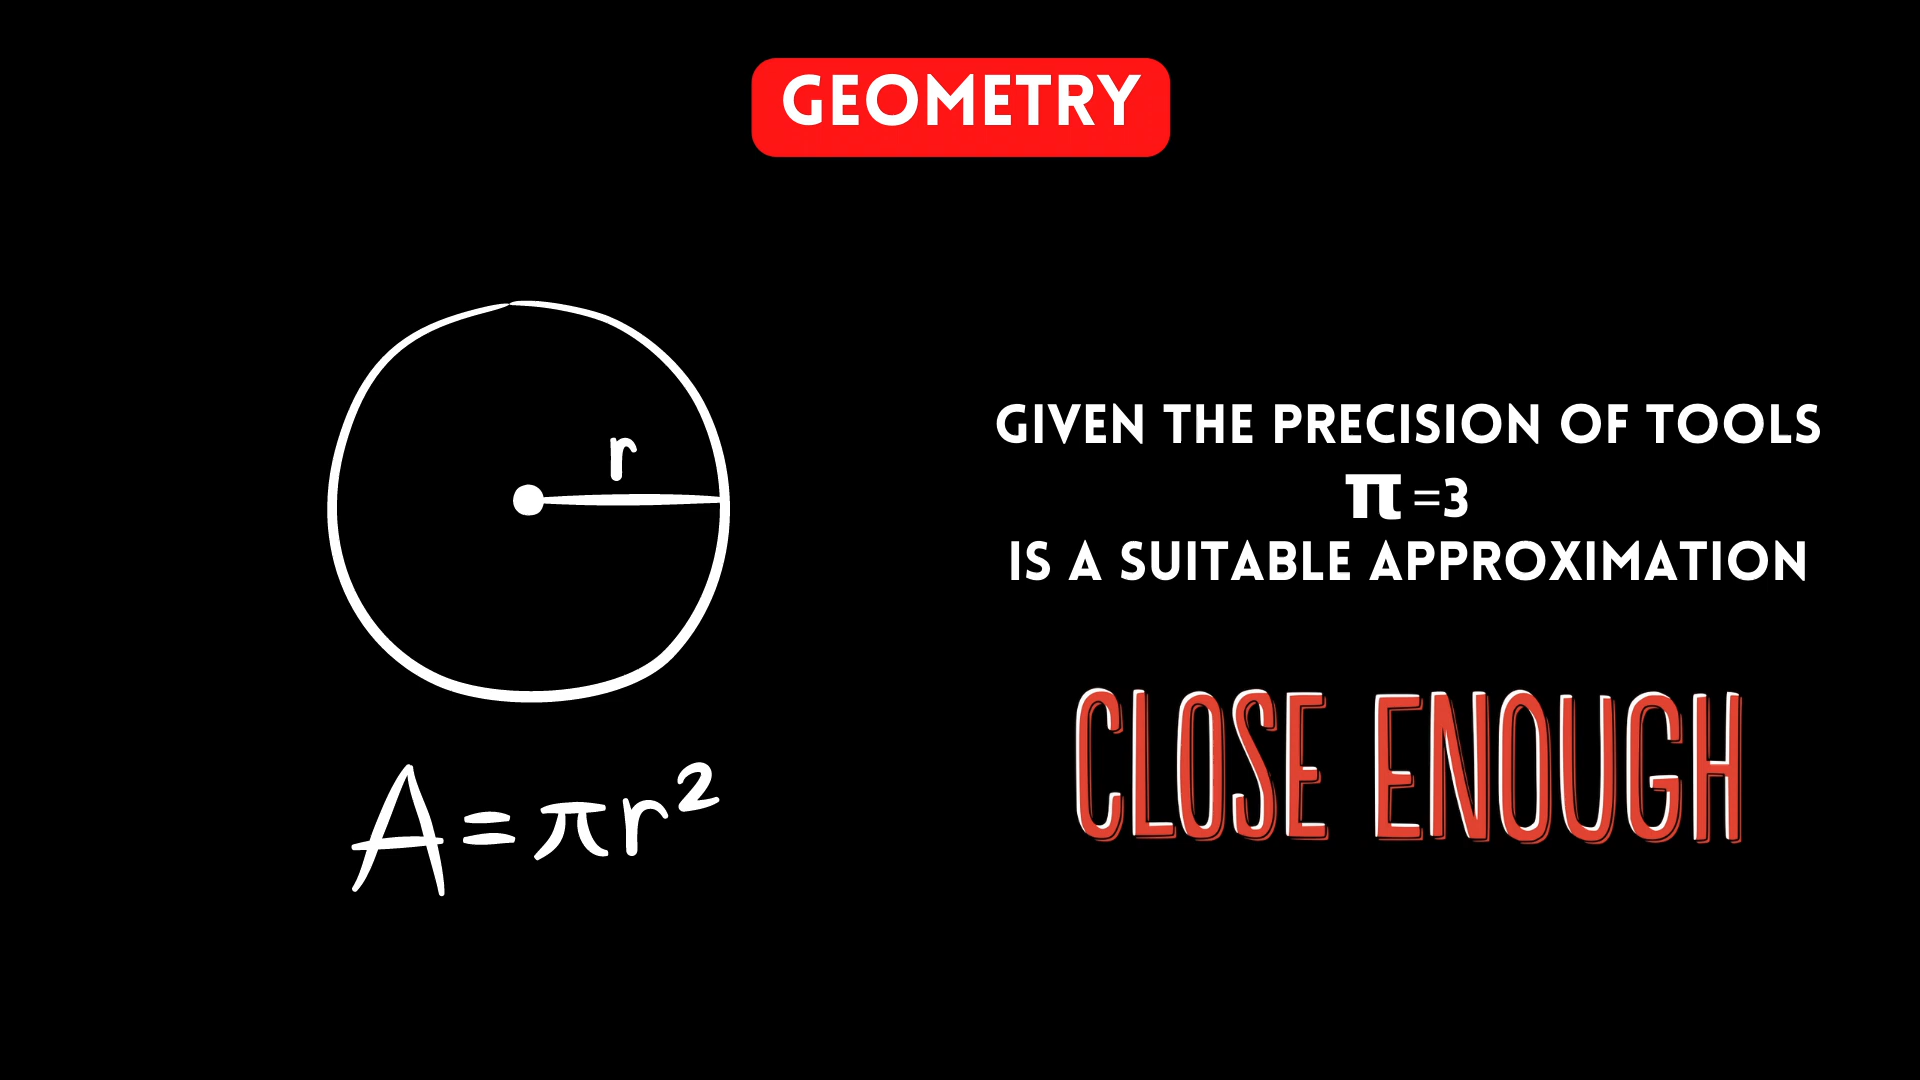 GEOMETRY
r
A=πr²
GIVEN THE PRECISION OF TOOLS
π=3
IS A SUITABLE APPROXIMATION
CLOSE ENOUGH